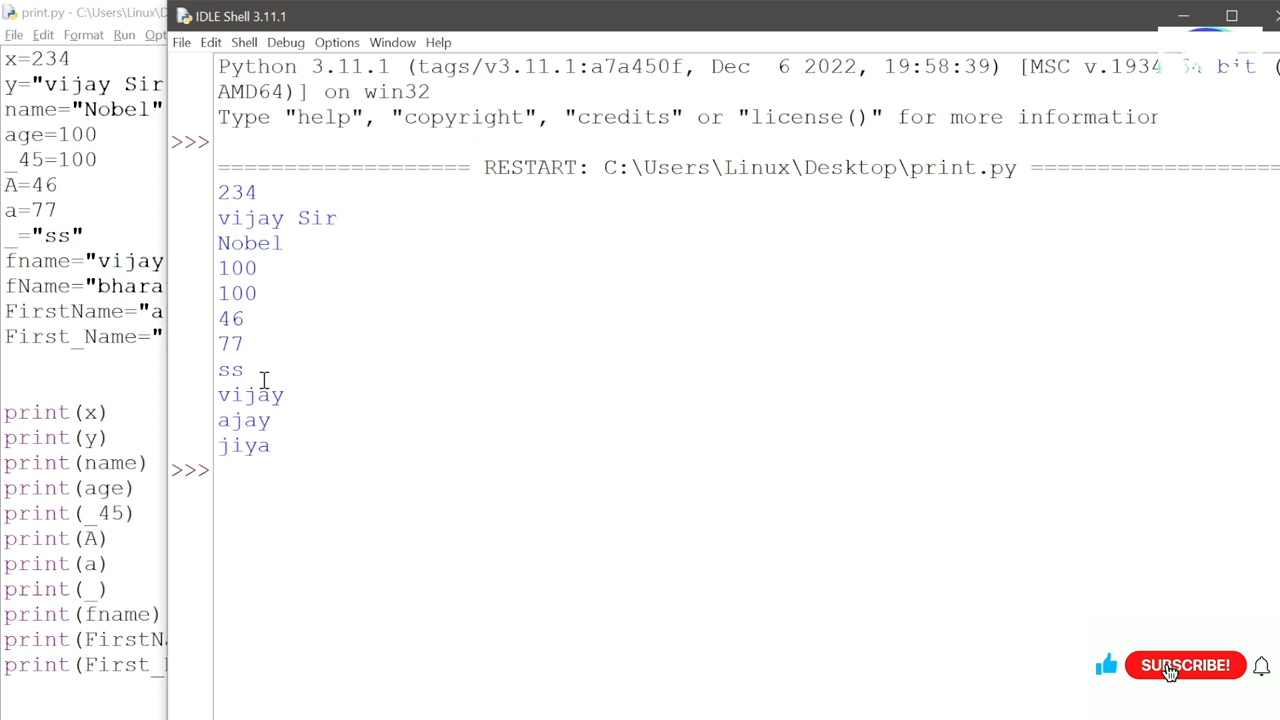 print.py - C:\Users\Linux\D
File Edit Format Run Opt
x=234
y="vijay Sir
name="Nobel"
age=100
_45=100
A=46
a=77
_="ss"
fname="vijay
fName="bhara
FirstName="a
First_Name="
print(x)
print(y)
print(name)
print(age)
print(_45)
print(A)
print(a)
print(_)
print(fname)
print(FirstNa
print(First_
IDLE Shell 3.11.1
File Edit Shell Debug Options Window Help
Python 3.11.1 (tags/v3.11.1:a7a450f, Dec 6 2022, 19:58:39) [MSC v.1934 64 bit (
AMD64)] on win32
Type "help", "copyright", "credits" or "license()" for more information
>>>
=================== RESTART: C:\Users\Linux\Desktop\print.py ===================
234
vijay Sir
Nobel
100
100
46
77
ss
vijay
ajay
jiya
>>>
SUBSCRIBE!